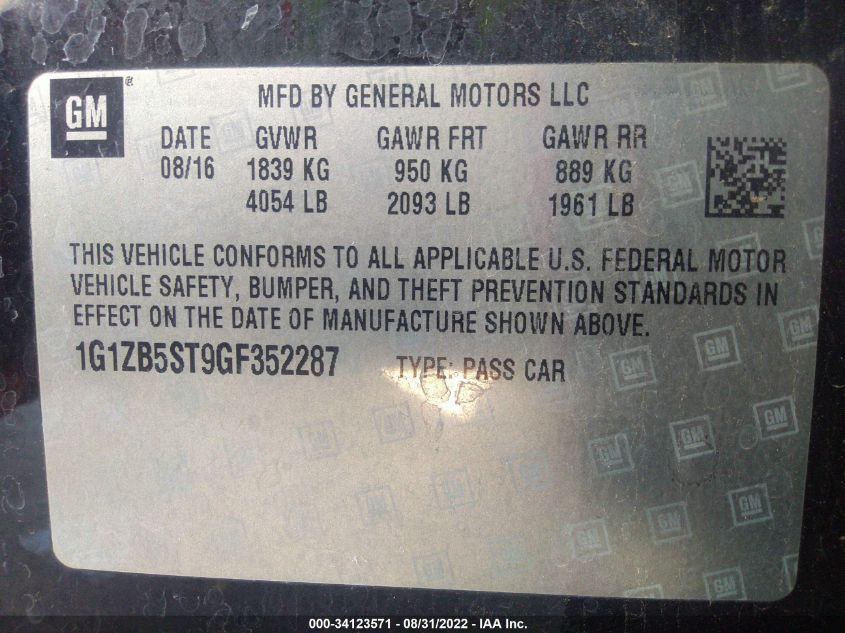 GM
MFD BY GENERAL MOTORS LLC
DATE GVWR GAWR FRT GAWR RR
08/16 1839 KG 950 KG 889 KG
4054 LB 2093 LB 1961 LB
THIS VEHICLE CONFORMS TO ALL APPLICABLE U.S. FEDERAL MOTOR
VEHICLE SAFETY, BUMPER, AND THEFT PREVENTION STANDARDS IN
EFFECT ON THE DATE OF MANUFACTURE SHOWN ABOVE.
1G1ZB5ST9GF352287 TYPE: PASS CAR
000-34123571 - 08/31/2022 - IAA Inc.